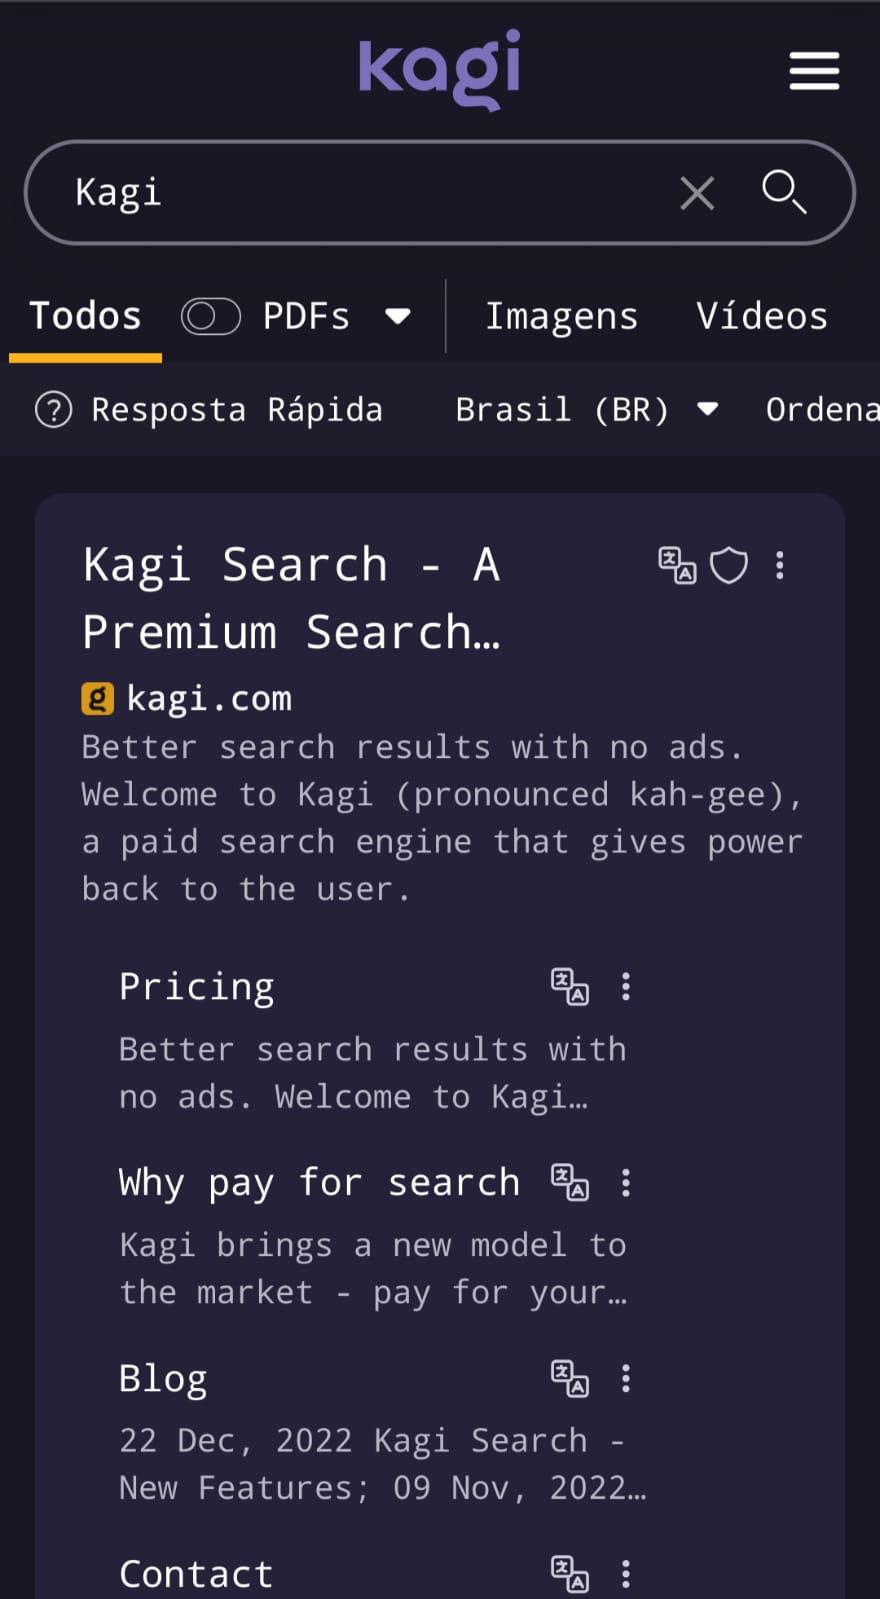 kagi
Kagi
Todos PDFs Imagens Vídeos
Resposta Rápida Brasil (BR) Ordena
Kagi Search - A
Premium Search…
kagi.com
Better search results with no ads.
Welcome to Kagi (pronounced kah-gee),
a paid search engine that gives power
back to the user.
Pricing
Better search results with
no ads. Welcome to Kagi…
Why pay for search
Kagi brings a new model to
the market - pay for your…
Blog
22 Dec, 2022 Kagi Search -
New Features; 09 Nov, 2022…
Contact